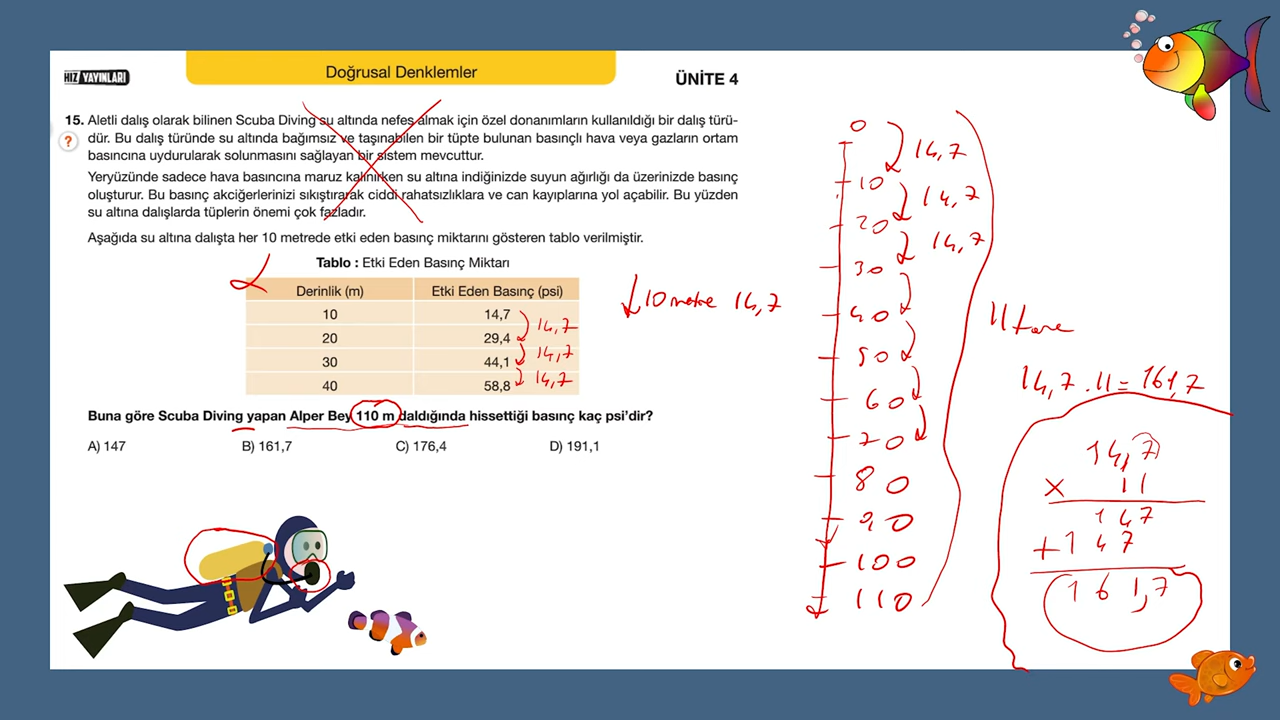 HIZ YAYINLARI
Doğrusal Denklemler
ÜNİTE 4
15. Aletli dalış olarak bilinen Scuba Diving su altında nefes almak için özel donanımların kullanıldığı bir dalış türü-
dür. Bu dalış türünde su altında bağımsız ve taşınabilen bir tüpte bulunan basınçlı hava veya gazların ortam
basıncına uydurularak solunmasını sağlayan bir sistem mevcuttur.
?
Yeryüzünde sadece hava basıncına maruz kalınırken su altına indiğinizde suyun ağırlığı da üzerinizde basınç
oluşturur. Bu basınç akciğerlerinizi sıkıştırarak ciddi rahatsızlıklara ve can kayıplarına yol açabilir. Bu yüzden
su altına dalışlarda tüplerin önemi çok fazladır.
Aşağıda su altına dalışta her 10 metrede etki eden basınç miktarını gösteren tablo verilmiştir.
Tablo : Etki Eden Basınç Miktarı
Derinlik (m) Etki Eden Basınç (psi)
10 14,7
20 29,4
30 44,1
40 58,8
14,7
14,7
14,7
Buna göre Scuba Diving yapan Alper Bey 110 m daldığında hissettiği basınç kaç psi'dir?
A) 147 B) 161,7 C) 176,4 D) 191,1
10 metre 14,7
0
10
20
30
40
50
60
70
80
90
100
110
14,7
14,7
14,7
11 tane
14,7 . 11 = 161,7
14,7
x 11
147
+ 147
161,7